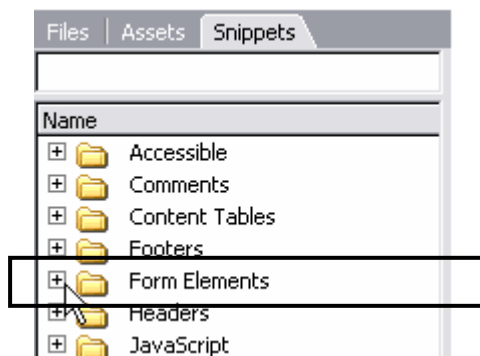 Files | Assets Snippets
Name
Accessible
Comments
Content Tables
Footers
Form Elements
Headers
JavaScript